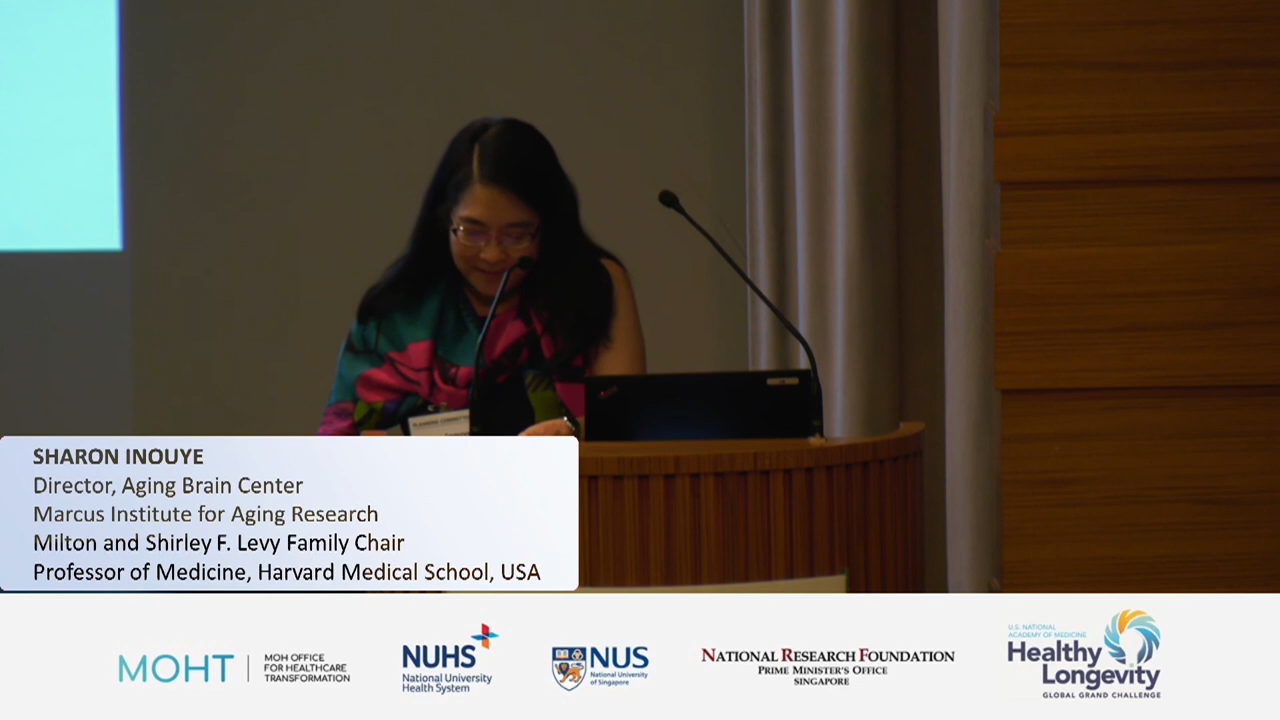 PLANNING COMMITTEE
SHARON INOUYE
Director, Aging Brain Center
Marcus Institute for Aging Research
Milton and Shirley F. Levy Family Chair
Professor of Medicine, Harvard Medical School, USA
MOHT
MOH OFFICE
FOR HEALTHCARE
TRANSFORMATION
NUHS
National University
Health System
NUS
National University
of Singapore
NATIONAL RESEARCH FOUNDATION
PRIME MINISTER'S OFFICE
SINGAPORE
U.S. NATIONAL
ACADEMY OF MEDICINE
Healthy
Longevity
GLOBAL GRAND CHALLENGE